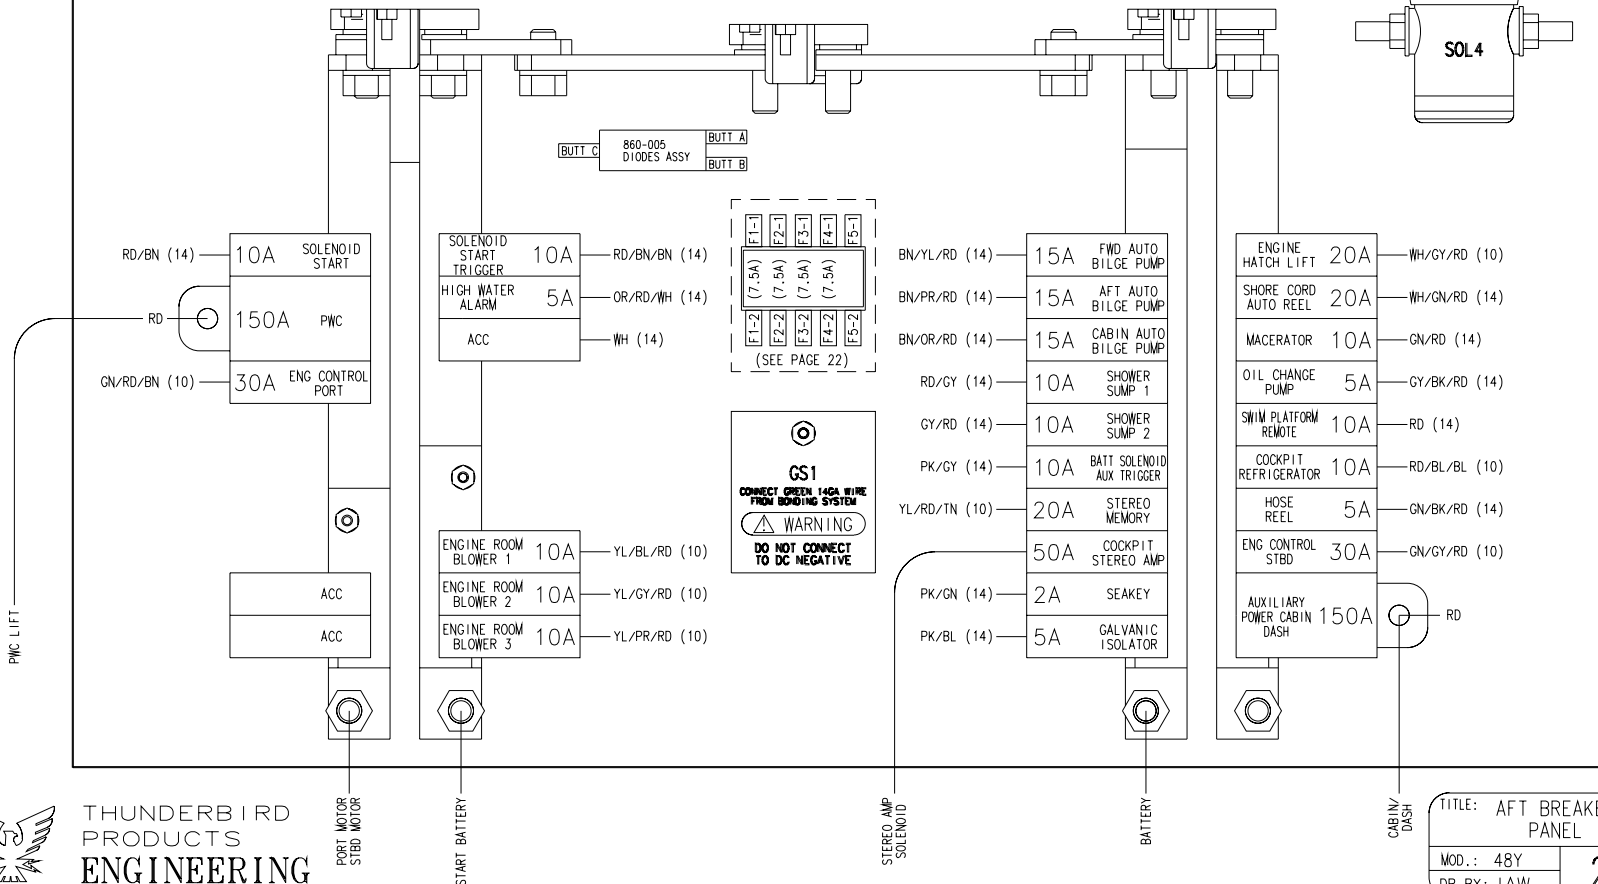 SOL4
BUTT C
860-005
DIODES ASSY
BUTT A
BUTT B
RD/BN (14)
10A
SOLENOID
START
RD
150A
PWC
GN/RD/BN (10)
30A
ENG CONTROL
PORT
ACC
ACC
PWC LIFT
SOLENOID
START
TRIGGER
10A
RD/BN/BN (14)
HIGH WATER
ALARM
5A
OR/RD/WH (14)
ACC
WH (14)
ENGINE ROOM
BLOWER 1
10A
YL/BL/RD (10)
ENGINE ROOM
BLOWER 2
10A
YL/GY/RD (10)
ENGINE ROOM
BLOWER 3
10A
YL/PR/RD (10)
F1-1
F2-1
F3-1
F4-1
F5-1
(7.5A)
(7.5A)
(7.5A)
(7.5A)
F1-2
F2-2
F3-2
F4-2
F5-2
(SEE PAGE 22)
GS1
CONNECT GREEN 14GA WIRE
FROM BONDING SYSTEM
WARNING
DO NOT CONNECT
TO DC NEGATIVE
BN/YL/RD (14)
15A
FWD AUTO
BILGE PUMP
BN/PR/RD (14)
15A
AFT AUTO
BILGE PUMP
BN/OR/RD (14)
15A
CABIN AUTO
BILGE PUMP
RD/GY (14)
10A
SHOWER
SUMP 1
GY/RD (14)
10A
SHOWER
SUMP 2
PK/GY (14)
10A
BATT SOLENOID
AUX TRIGGER
YL/RD/TN (10)
20A
STEREO
MEMORY
50A
COCKPIT
STEREO AMP
PK/GN (14)
2A
SEAKEY
PK/BL (14)
5A
GALVANIC
ISOLATOR
ENGINE
HATCH LIFT
20A
WH/GY/RD (10)
SHORE CORD
AUTO REEL
20A
WH/GN/RD (14)
MACERATOR
10A
GN/RD (14)
OIL CHANGE
PUMP
5A
GY/BK/RD (14)
SWIM PLATFORM
REMOTE
10A
RD (14)
COCKPIT
REFRIGERATOR
10A
RD/BL/BL (10)
HOSE
REEL
5A
GN/BK/RD (14)
ENG CONTROL
STBD
30A
GN/GY/RD (10)
AUXILIARY
POWER CABIN
DASH
150A
RD
PORT MOTOR
STBD MOTOR
START BATTERY
STEREO AMP
SOLENOID
BATTERY
CABIN/
DASH
THUNDERBIRD
PRODUCTS
ENGINEERING
TITLE: AFT BREAKE
PANEL
MOD.: 48Y
DR BY: JAW